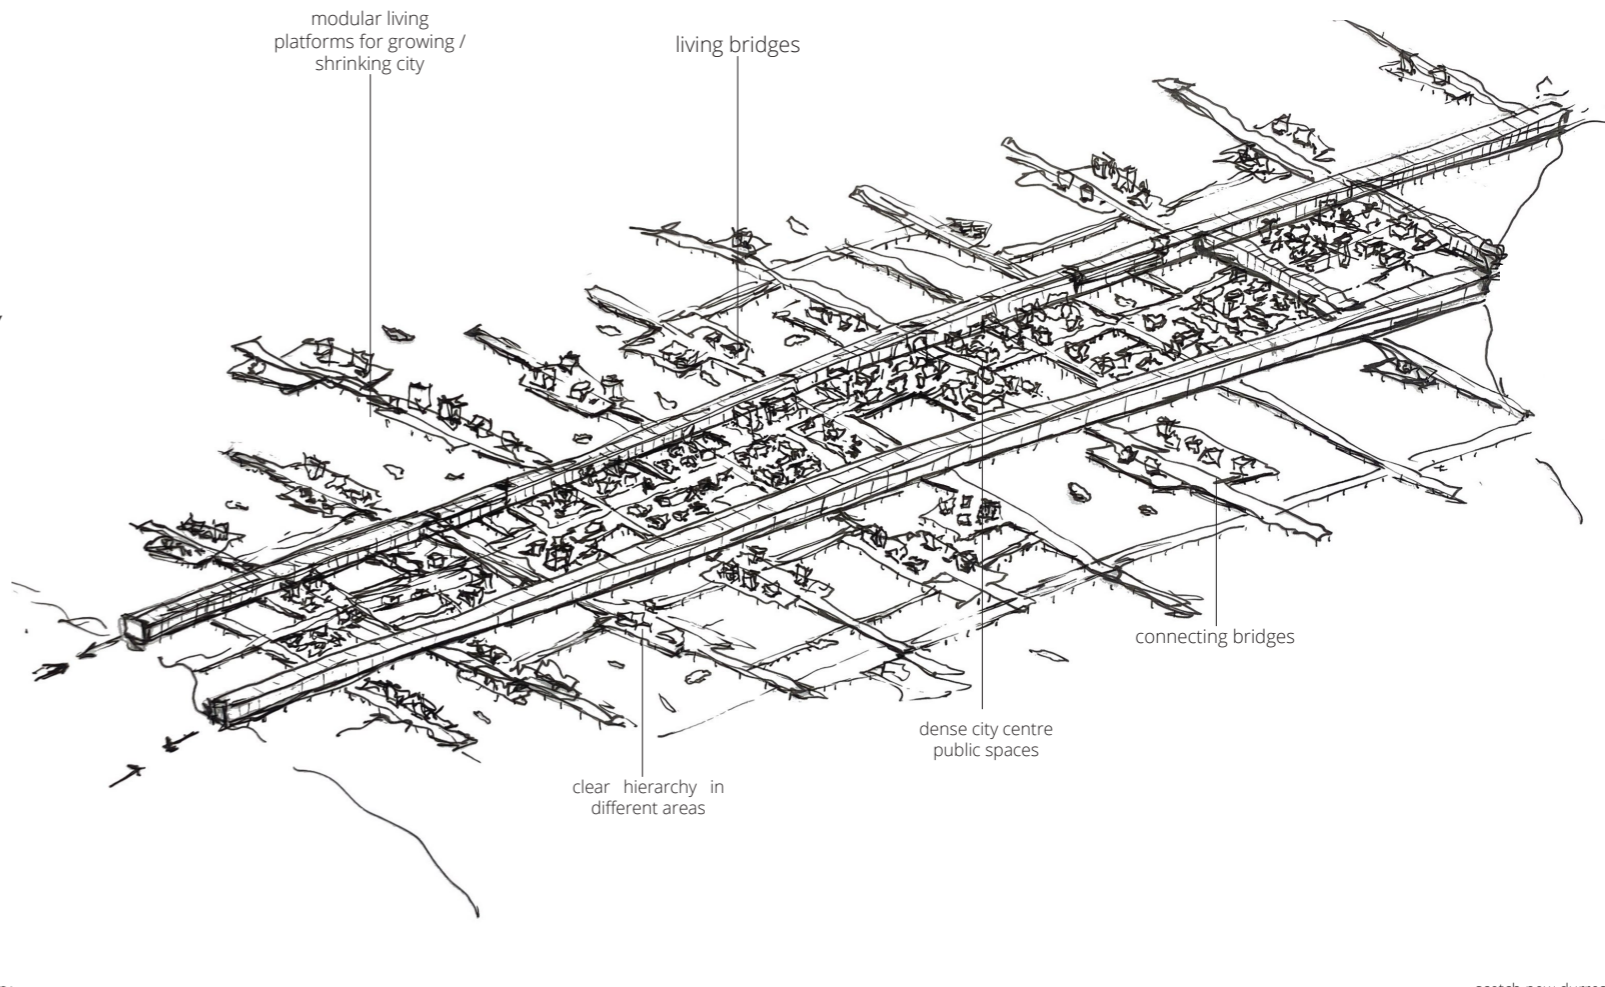 modular living
platforms for growing /
shrinking city
living bridges
connecting bridges
dense city centre
public spaces
clear hierarchy in
different areas